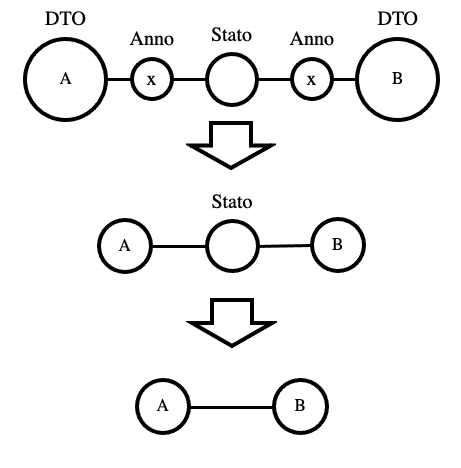 DTO Anno Stato Anno DTO
A x x B
Stato
A B
A B